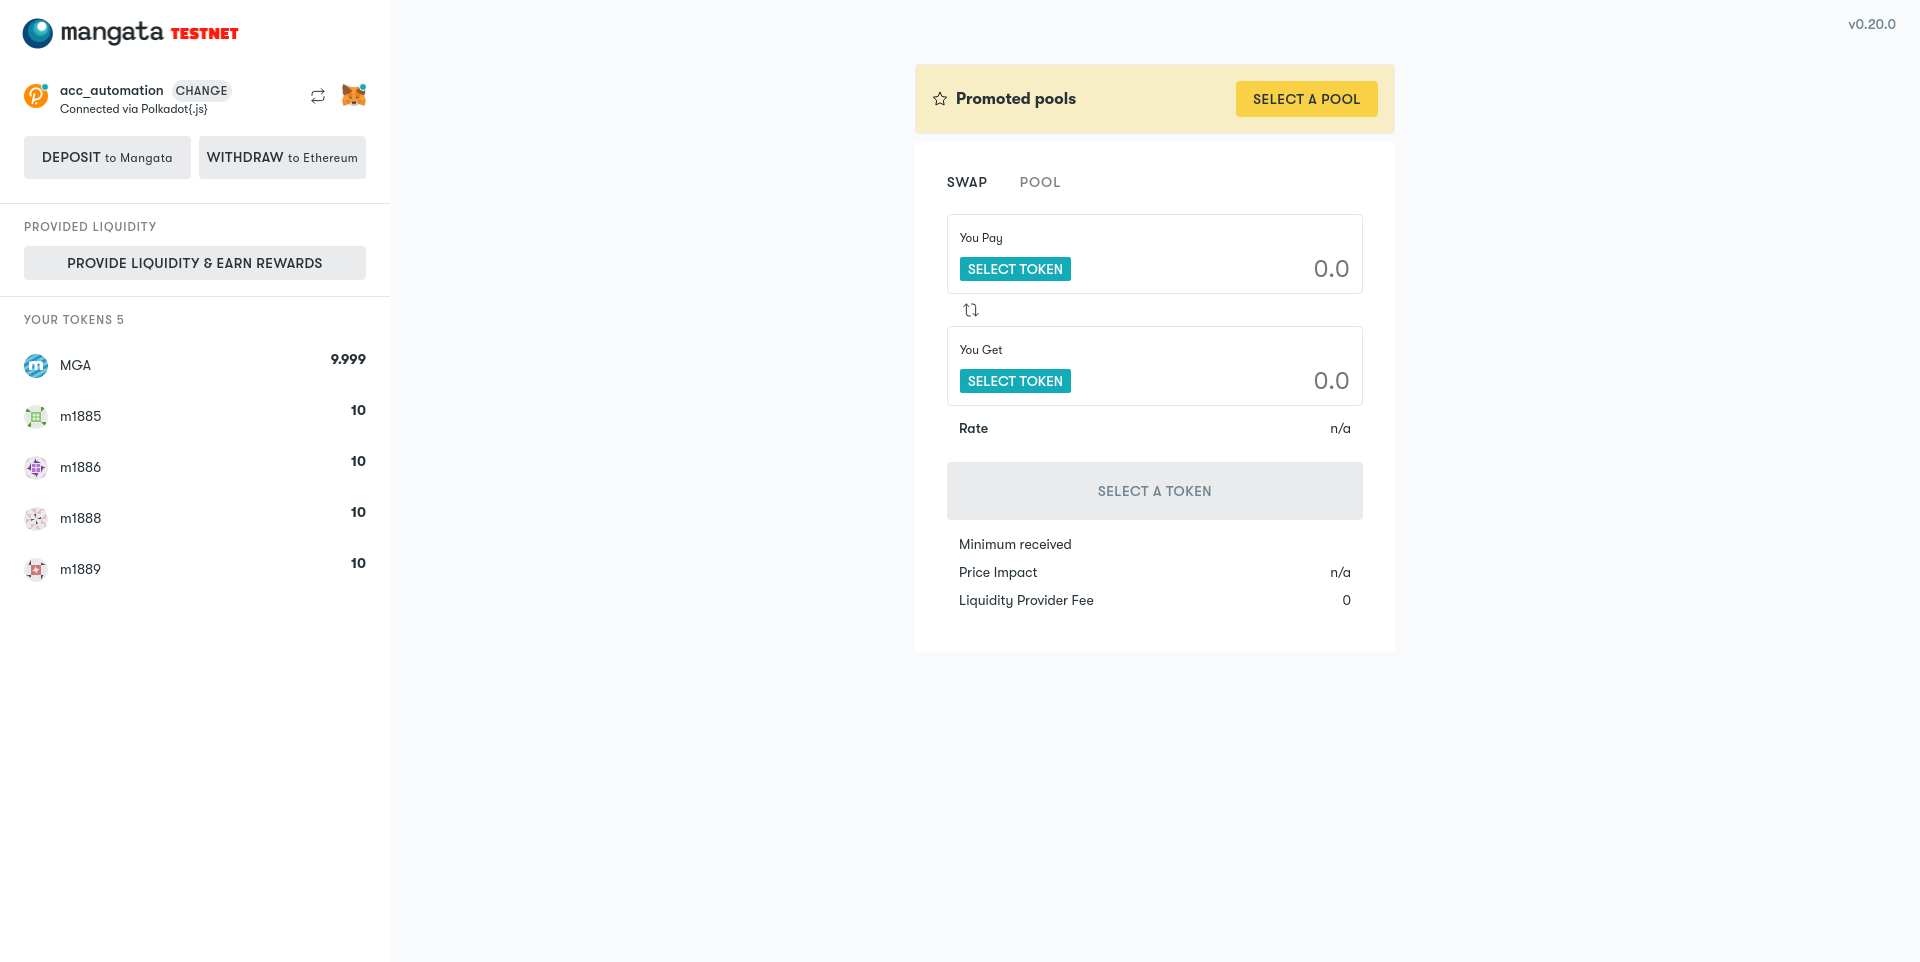 mangata TESTNET
v0.20.0
acc_automation CHANGE
Connected via Polkadot{.js}
DEPOSIT to Mangata
WITHDRAW to Ethereum
PROVIDED LIQUIDITY
PROVIDE LIQUIDITY & EARN REWARDS
YOUR TOKENS 5
MGA 9.999
m1885 10
m1886 10
m1888 10
m1889 10
Promoted pools
SELECT A POOL
SWAP POOL
You Pay
SELECT TOKEN 0.0
You Get
SELECT TOKEN 0.0
Rate n/a
SELECT A TOKEN
Minimum received
Price Impact n/a
Liquidity Provider Fee 0